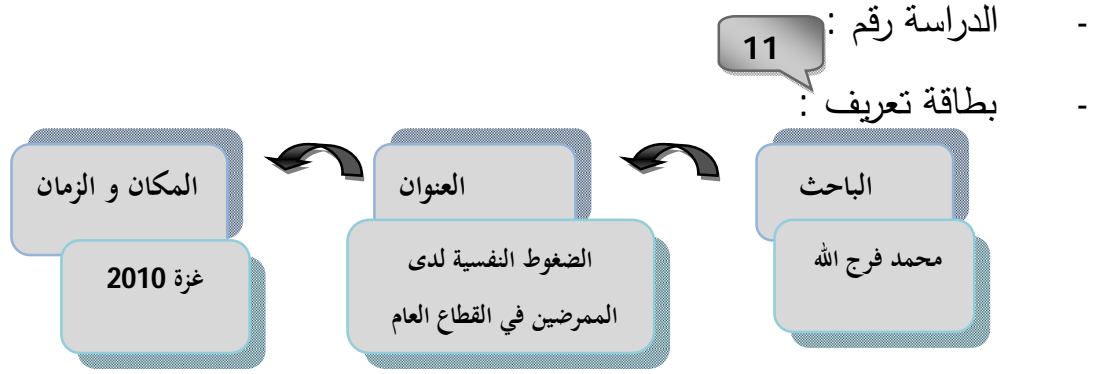 - الدراسة رقم :
11
- بطاقة تعريف :
الباحث
محمد فرج الله
العنوان
الضغوط النفسية لدى
الممرضين في القطاع العام
المكان و الزمان
غزة 2010